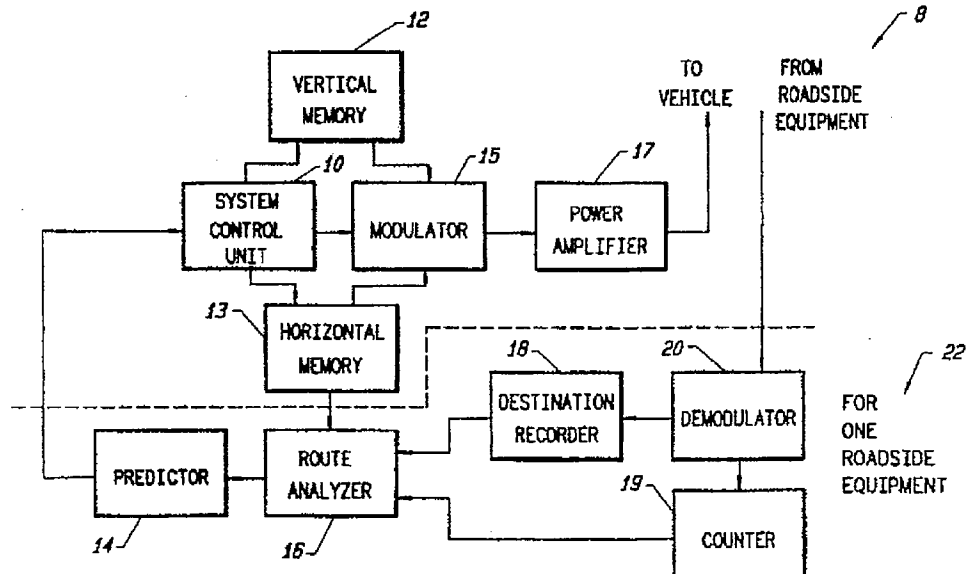 12
8
VERTICAL
MEMORY
TO
VEHICLE
FROM
ROADSIDE
EQUIPMENT
10
SYSTEM
CONTROL
UNIT
15
MODULATOR
17
POWER
AMPLIFIER
13
HORIZONTAL
MEMORY
18
DESTINATION
RECORDER
20
DEMODULATOR
22
FOR
ONE
ROADSIDE
EQUIPMENT
PREDICTOR
14
ROUTE
ANALYZER
16
19
COUNTER